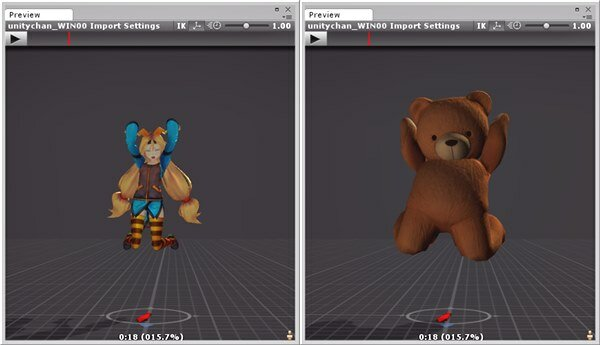 Preview
unitychan_WIN00 Import Settings IK 1.00
0:18 (015.7%)
Preview
unitychan_WIN00 Import Settings IK 1.00
0:18 (015.7%)